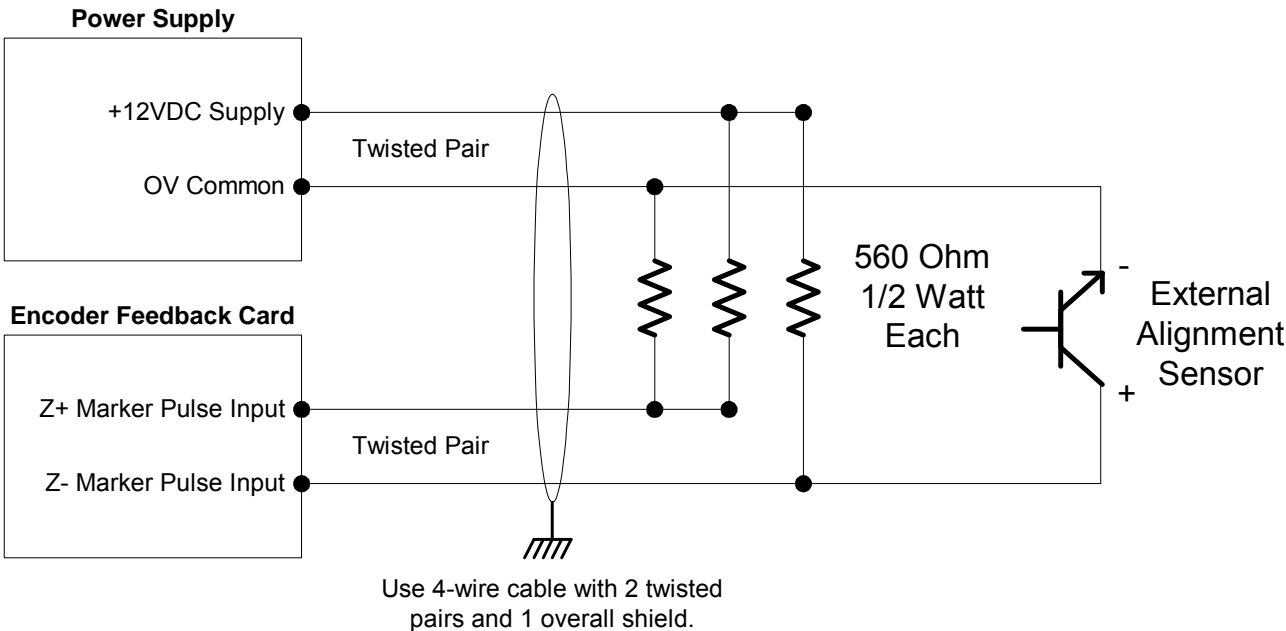 Power Supply
+12VDC Supply
Twisted Pair
OV Common
560 Ohm
1/2 Watt
Each
-
External
Alignment
Sensor
+
Encoder Feedback Card
Z+ Marker Pulse Input
Twisted Pair
Z- Marker Pulse Input
Use 4-wire cable with 2 twisted
pairs and 1 overall shield.